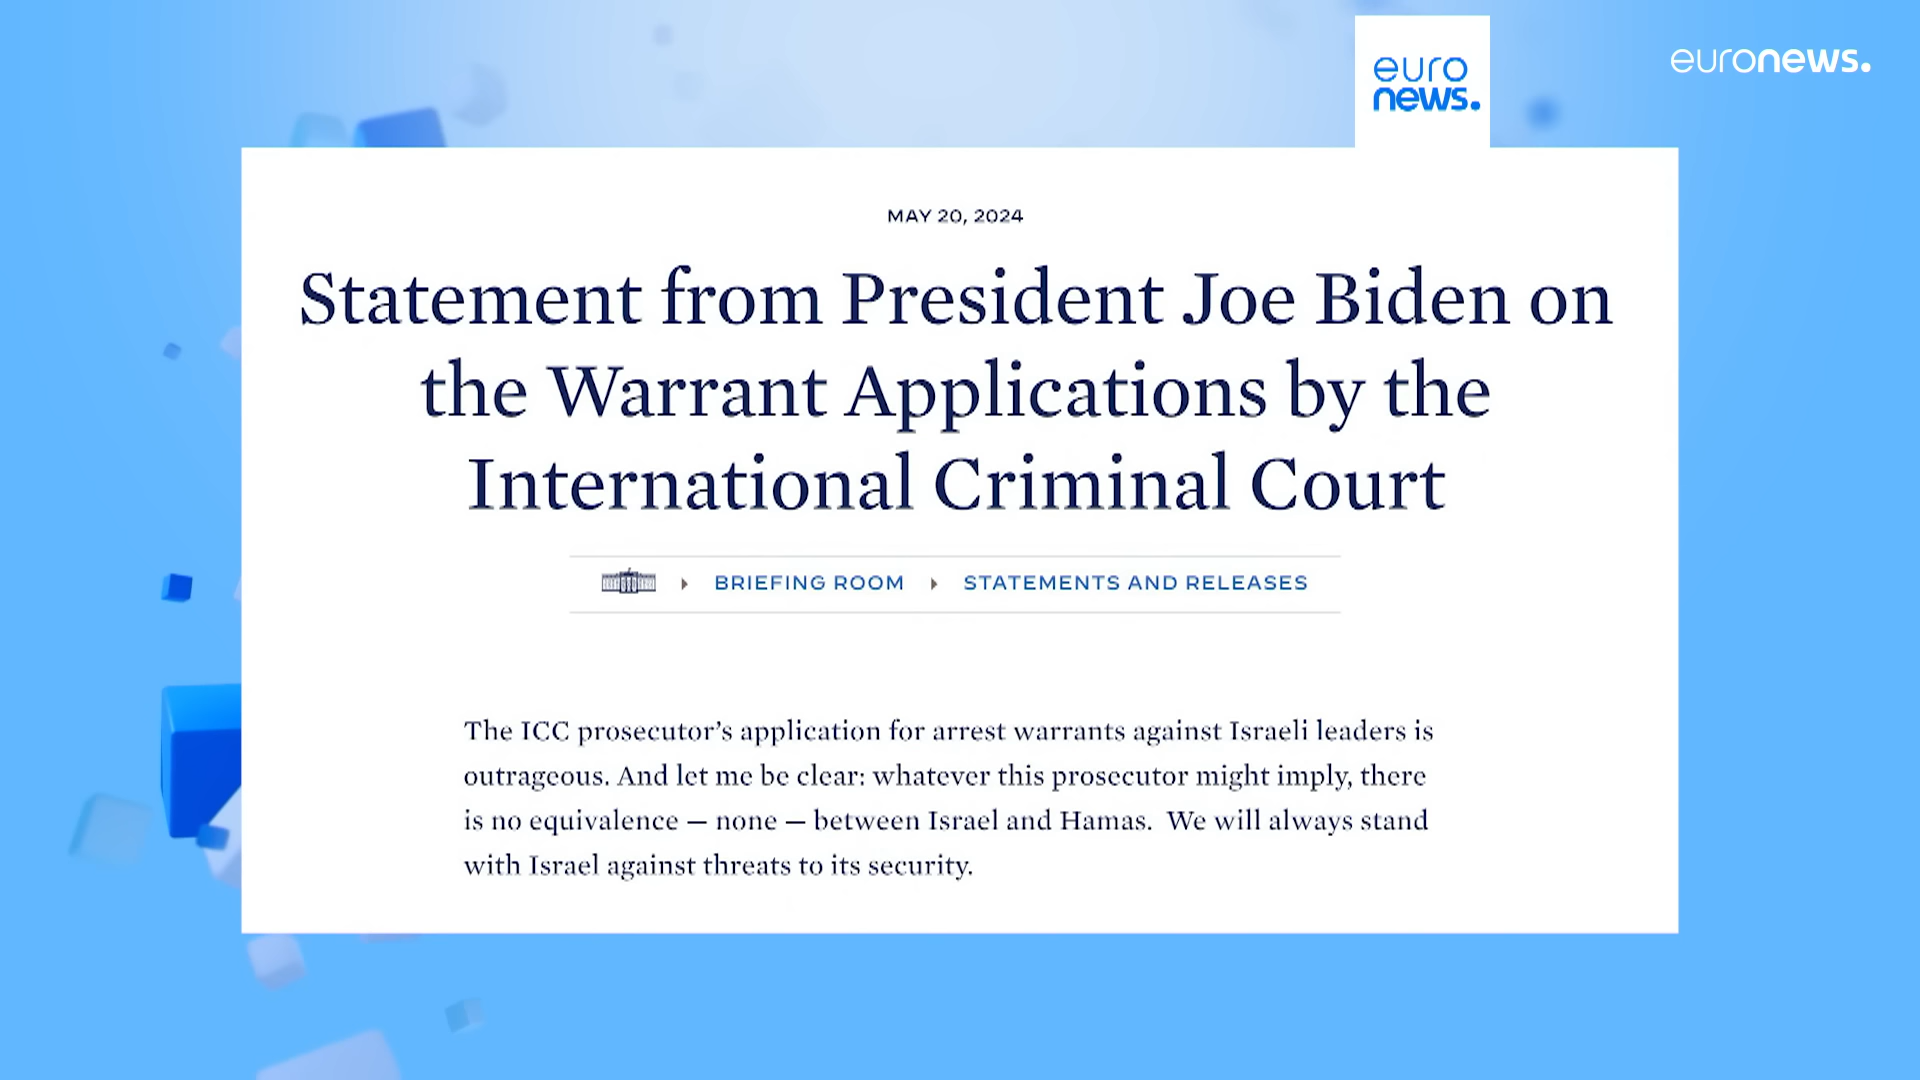 euronews.
euro
news.
MAY 20, 2024
Statement from President Joe Biden on
the Warrant Applications by the
International Criminal Court
BRIEFING ROOM
STATEMENTS AND RELEASES
The ICC prosecutor’s application for arrest warrants against Israeli leaders is
outrageous. And let me be clear: whatever this prosecutor might imply, there
is no equivalence — none — between Israel and Hamas.  We will always stand
with Israel against threats to its security.